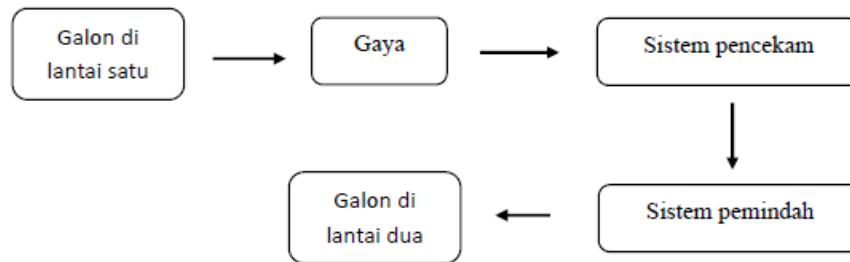 Galon di
lantai satu
Gaya
Sistem pencekam
Sistem pemindah
Galon di
lantai dua